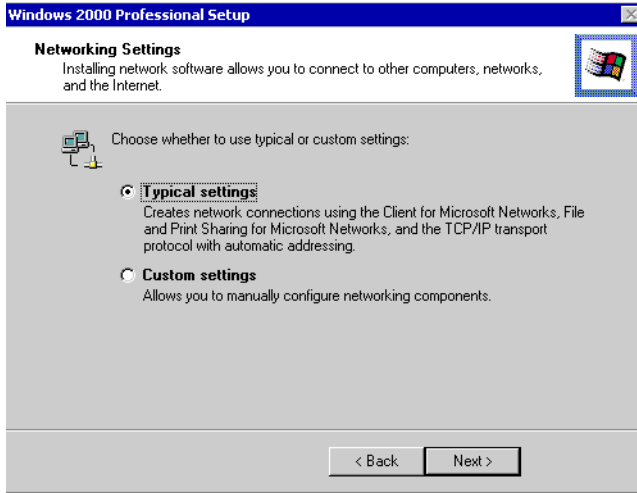 Windows 2000 Professional Setup
Networking Settings
Installing network software allows you to connect to other computers, networks,
and the Internet.
Choose whether to use typical or custom settings:
Typical settings
Creates network connections using the Client for Microsoft Networks, File
and Print Sharing for Microsoft Networks, and the TCP/IP transport
protocol with automatic addressing.
Custom settings
Allows you to manually configure networking components.
< Back
Next >